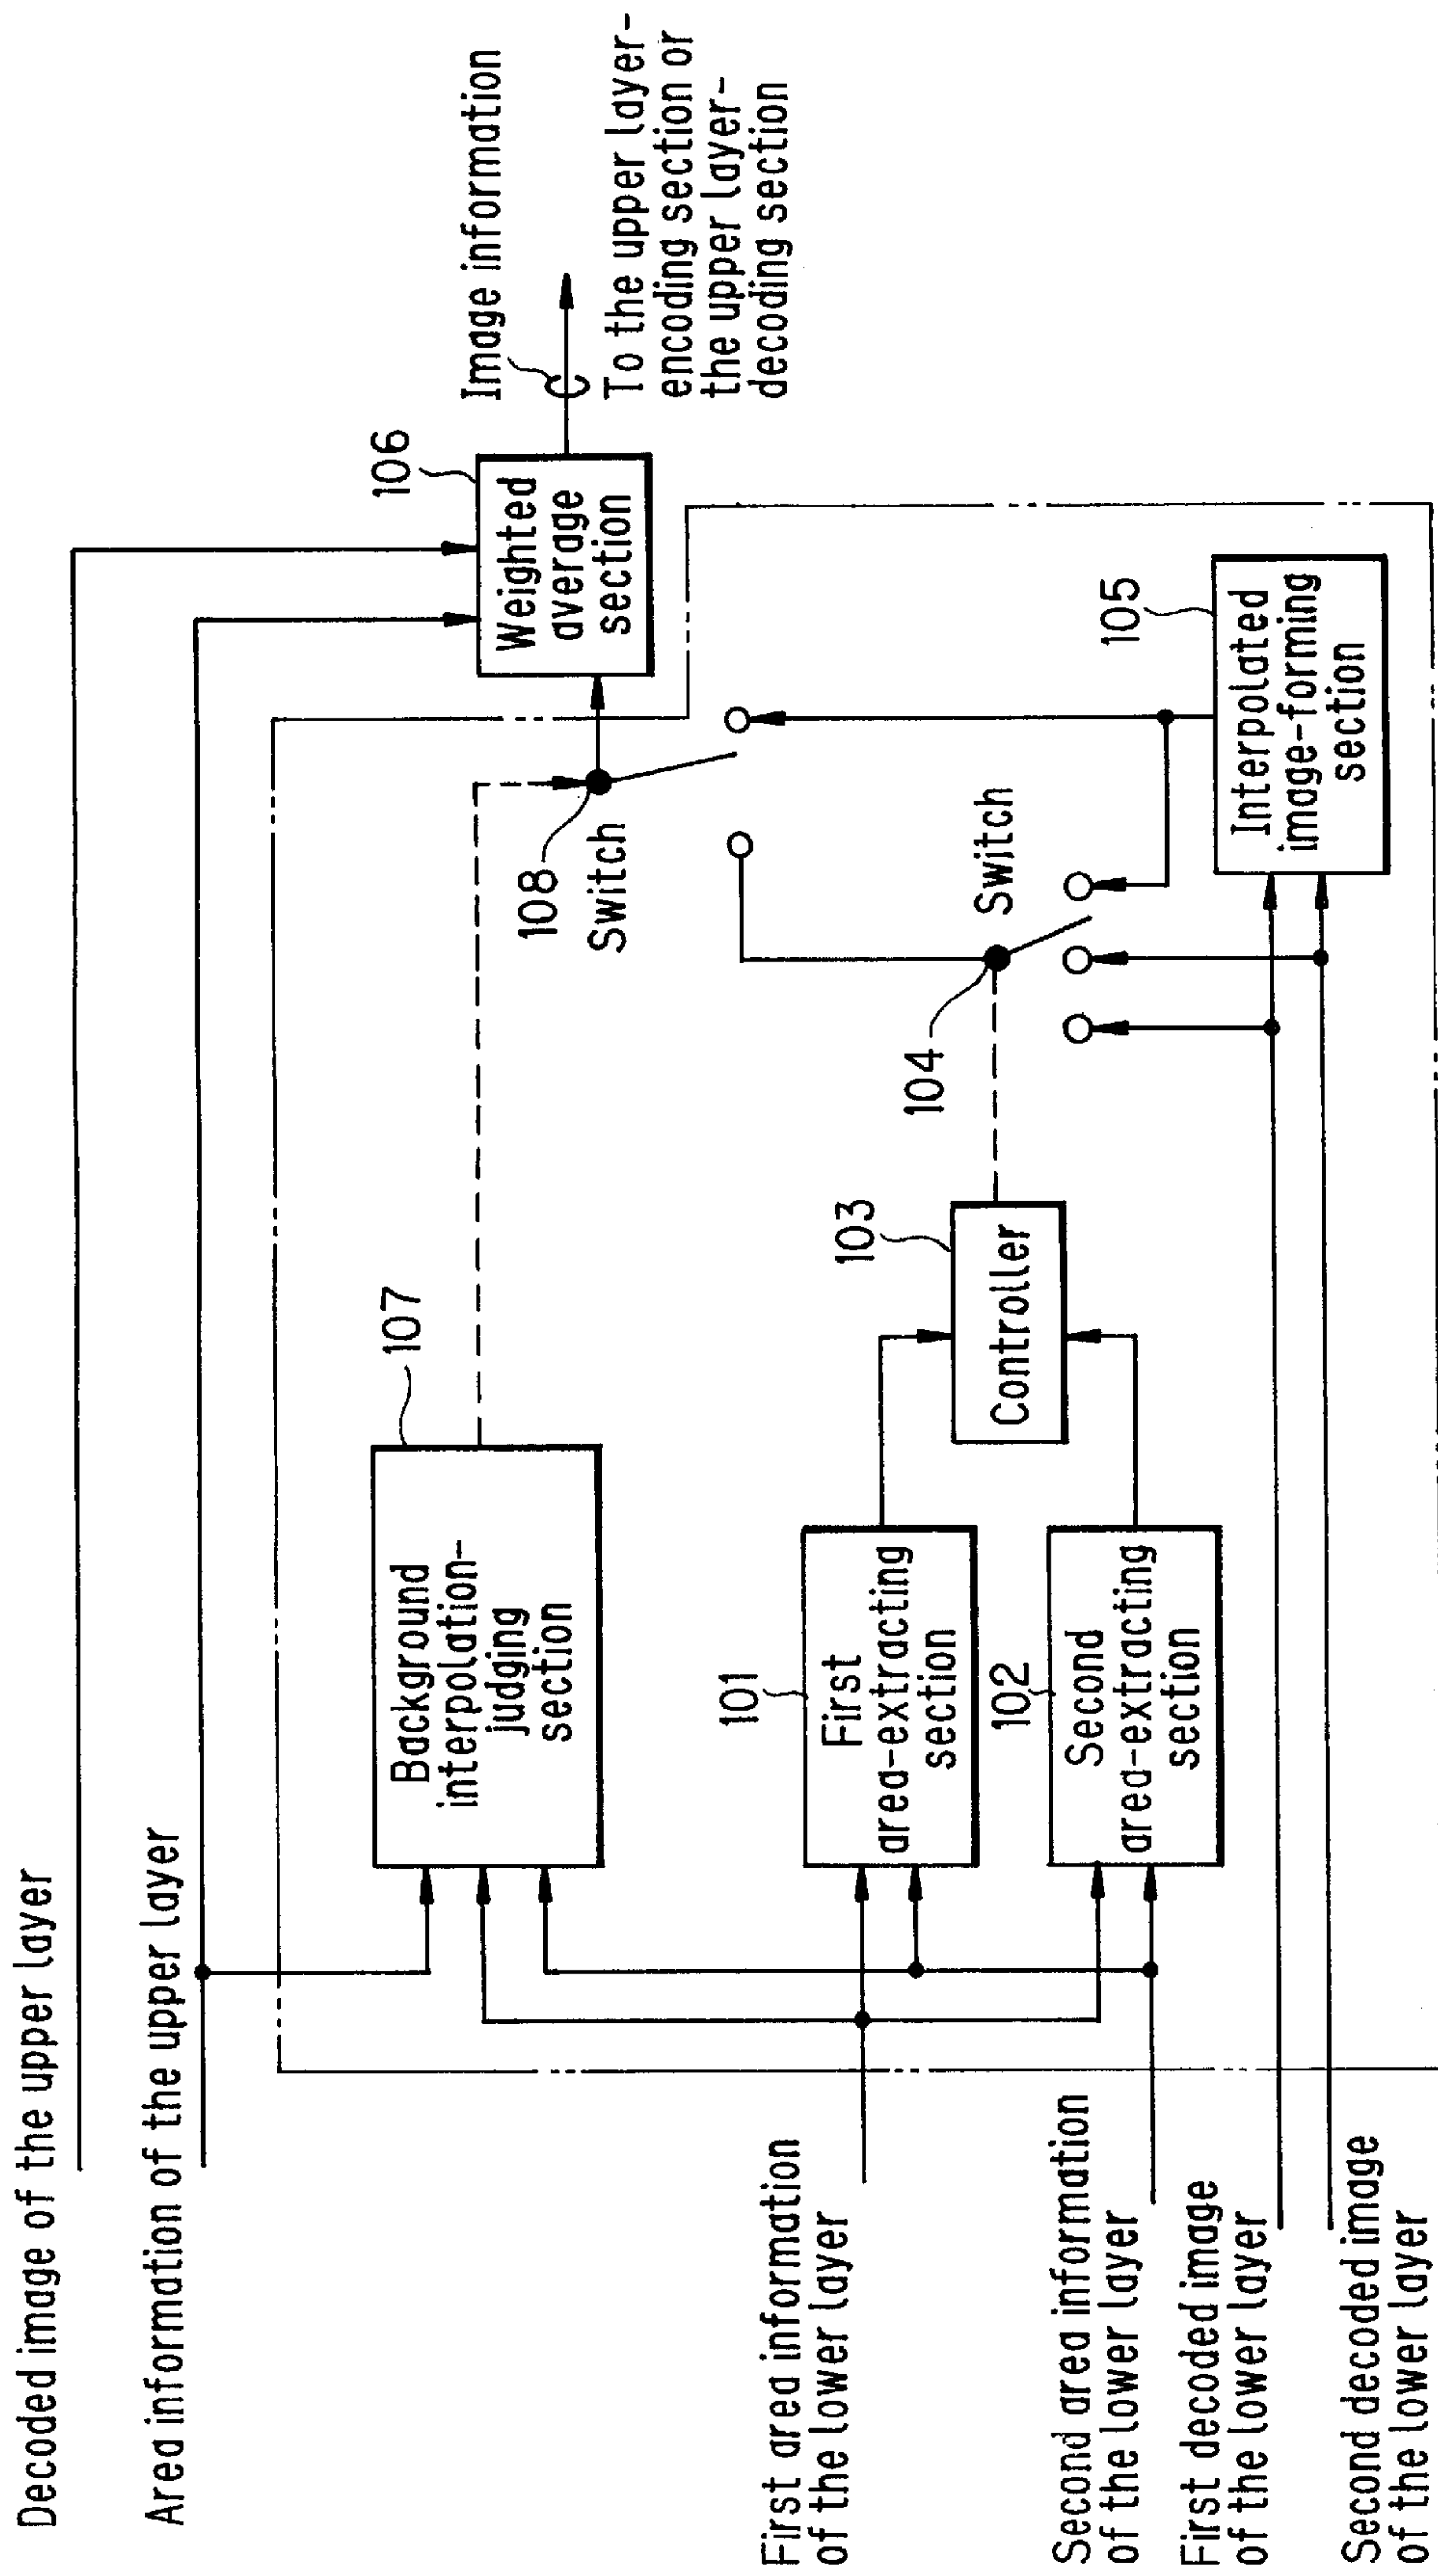 Decoded image of the upper layer
Area information of the upper layer
107
Background
interpolation-
judging
section
106
Weighted
average
section
Image information
To the upper layer-
encoding section or
the upper layer-
decoding section
108
Switch
First area information
of the lower layer
101
First
area-extracting
section
103
Controller
104
Switch
Second area information
of the lower layer
102
Second
area-extracting
section
105
Interpolated
image-forming
section
First decoded image
of the lower layer
Second decoded image
of the lower layer